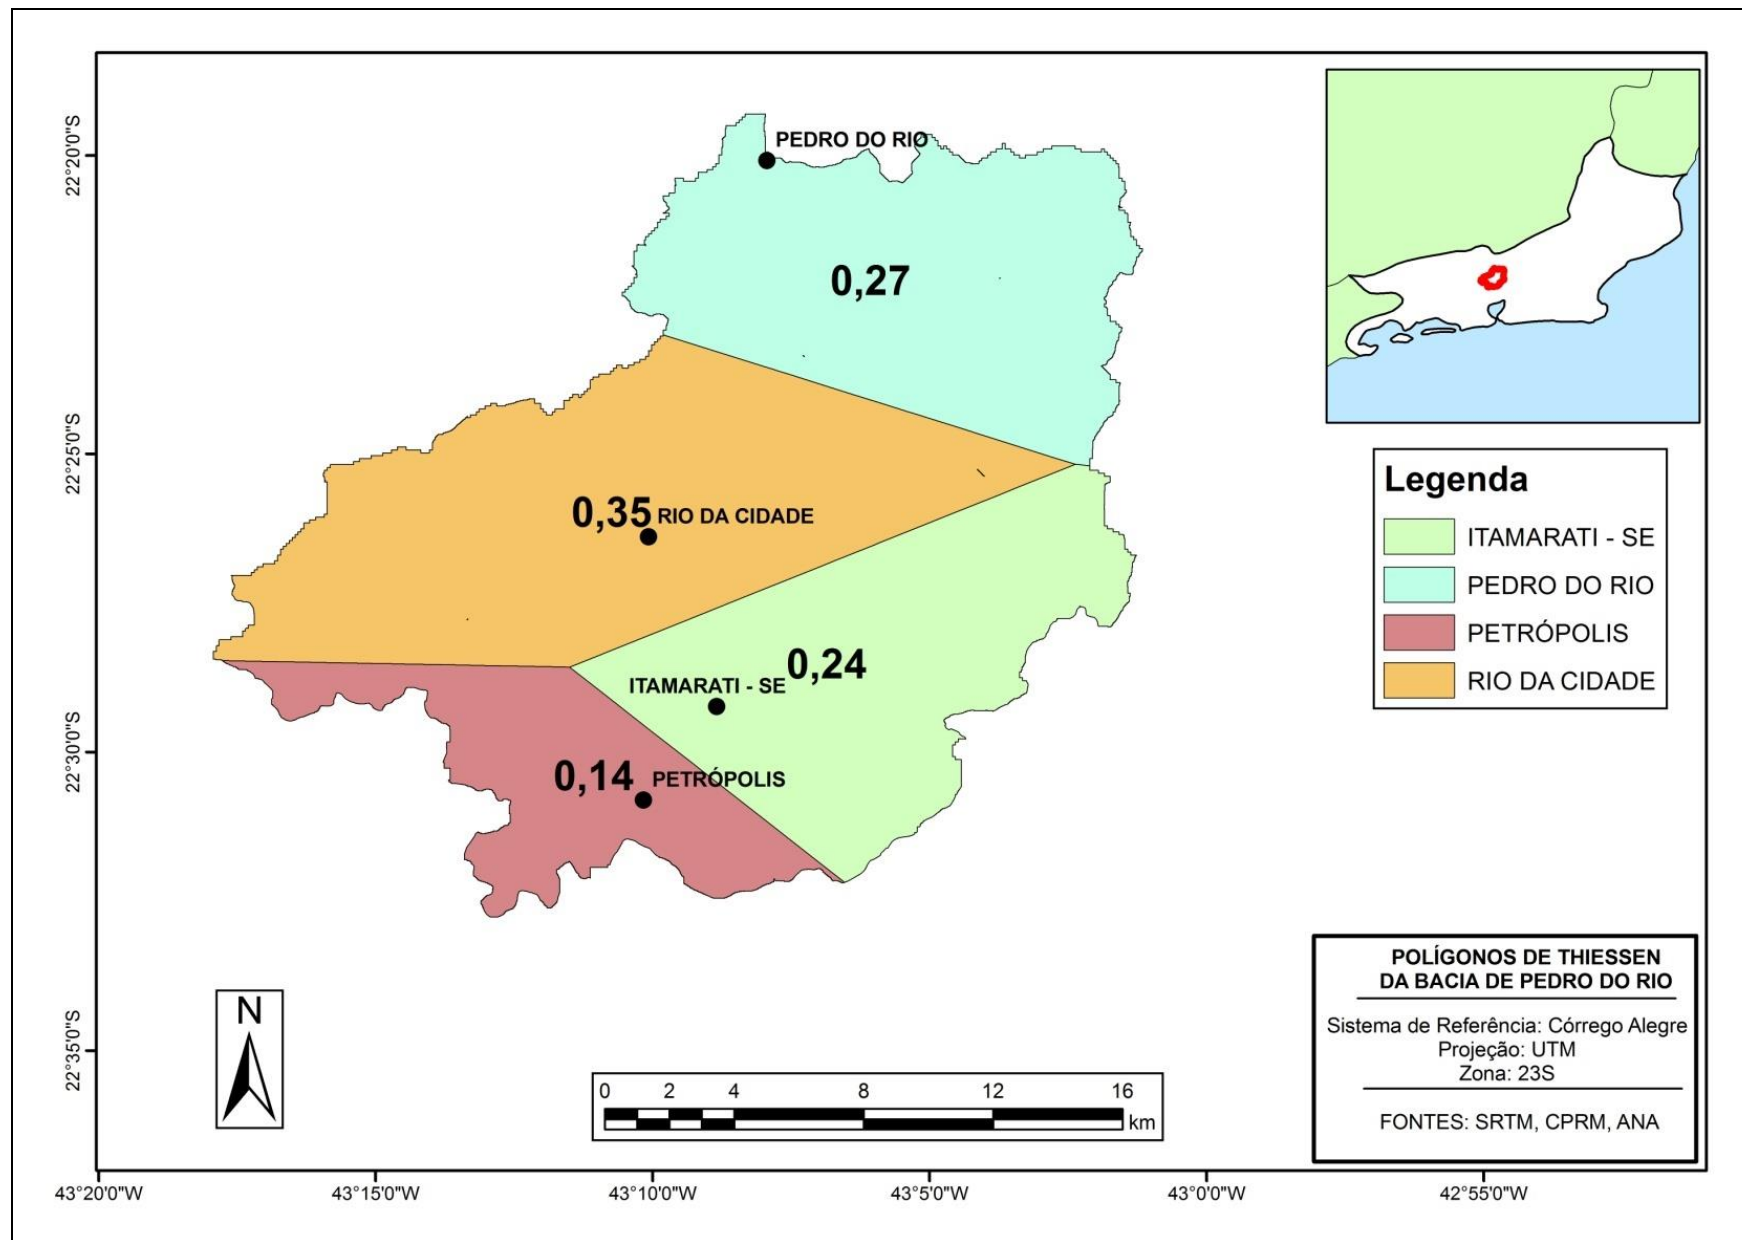 22°20'0"S
PEDRO DO RIO
0,27
22°25'0"S
0,35 RIO DA CIDADE
0,24
ITAMARATI - SE
22°30'0"S
0,14 PETRÓPOLIS
22°35'0"S
Legenda
ITAMARATI - SE
PEDRO DO RIO
PETRÓPOLIS
RIO DA CIDADE
N
0 2 4 8 12 16
km
POLÍGONOS DE THIESSEN
DA BACIA DE PEDRO DO RIO
Sistema de Referência: Córrego Alegre
Projeção: UTM
Zona: 23S
FONTES: SRTM, CPRM, ANA
43°20'0"W 43°15'0"W 43°10'0"W 43°5'0"W 43°0'0"W 42°55'0"W